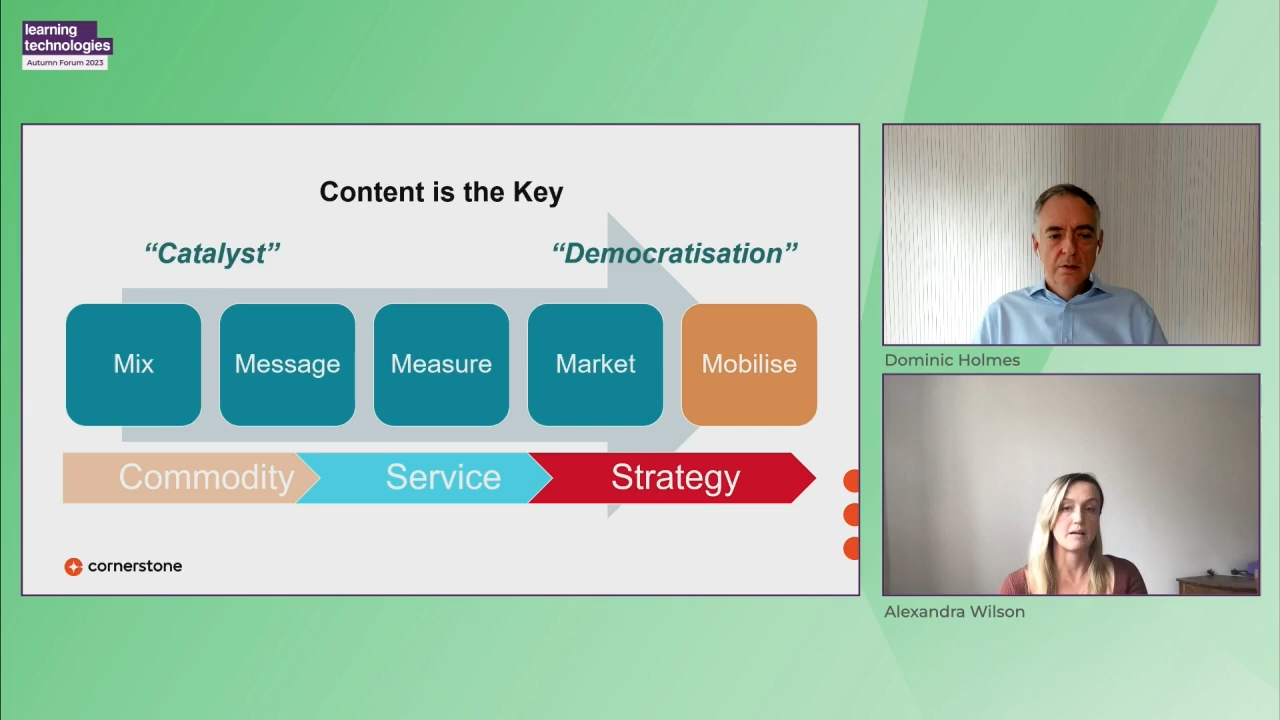 learning
technologies
Autumn Forum 2023
Content is the Key
“Catalyst”
“Democratisation”
Mix
Message
Measure
Market
Mobilise
Commodity
Service
Strategy
cornerstone
Dominic Holmes
Alexandra Wilson